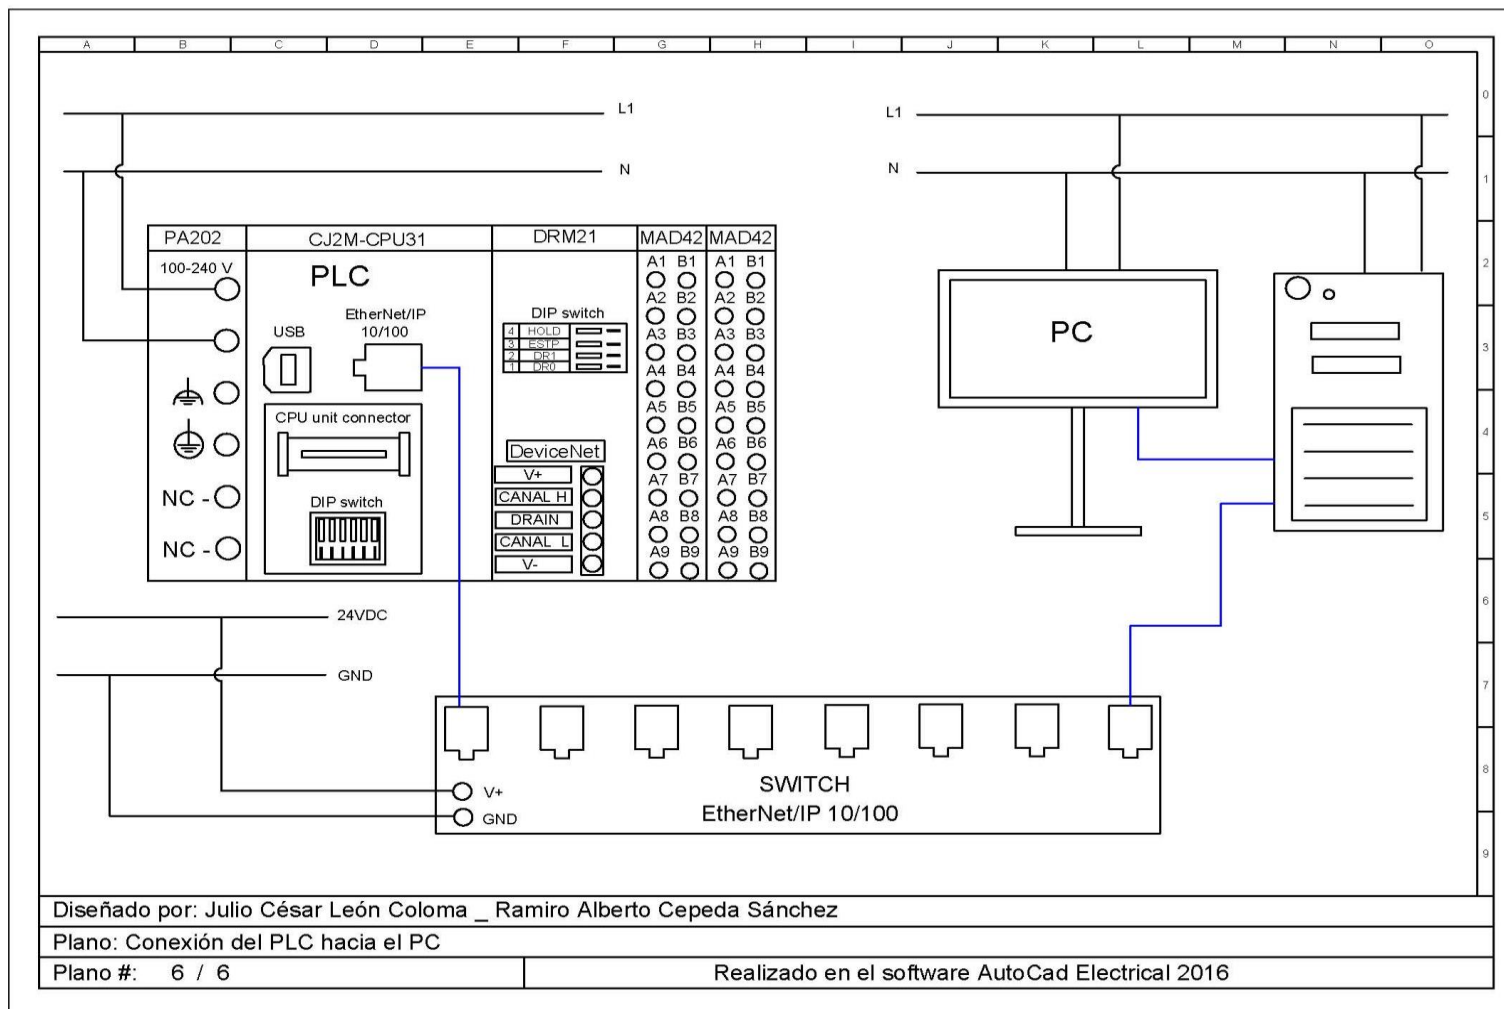 A B C D E F G H I J K L M N O
0
1
2
3
4
5
6
7
8
9
L1
N
L1
N
PA202 CJ2M-CPU31 DRM21 MAD42 MAD42
100-240 V
NC -
NC -
PLC
USB
EtherNet/IP
10/100
CPU unit connector
DIP switch
DIP switch
4 HOLD
3 ESTP
2 DR1
1 DR0
DeviceNet
V+
CANAL H
DRAIN
CANAL L
V-
A1 B1 A1 B1
A2 B2 A2 B2
A3 B3 A3 B3
A4 B4 A4 B4
A5 B5 A5 B5
A6 B6 A6 B6
A7 B7 A7 B7
A8 B8 A8 B8
A9 B9 A9 B9
PC
24VDC
GND
V+
GND
SWITCH
EtherNet/IP 10/100
Diseñado por: Julio César León Coloma _ Ramiro Alberto Cepeda Sánchez
Plano: Conexión del PLC hacia el PC
Plano #: 6 / 6
Realizado en el software AutoCad Electrical 2016